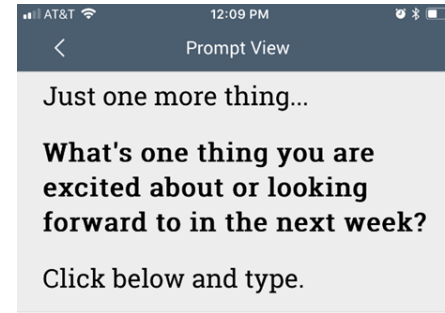 AT&T 12:09 PM
Prompt View
Just one more thing...
What's one thing you are
excited about or looking
forward to in the next week?
Click below and type.